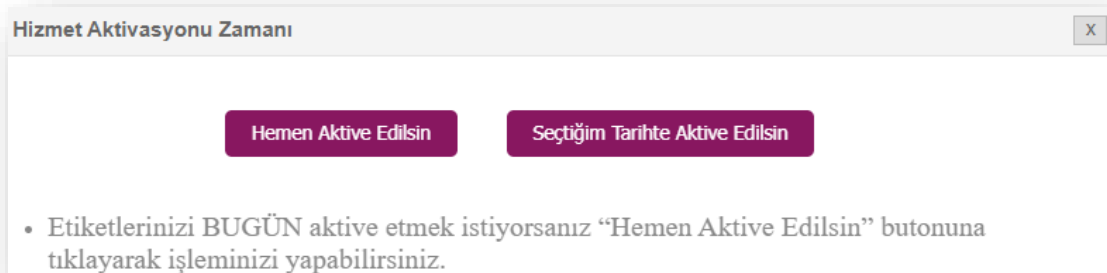 Hizmet Aktivasyonu Zamanı
X
Hemen Aktive Edilsin
Seçtiğim Tarihte Aktive Edilsin
• Etiketlerinizi BUGÜN aktive etmek istiyorsanız “Hemen Aktive Edilsin” butonuna
tıklayarak işleminizi yapabilirsiniz.